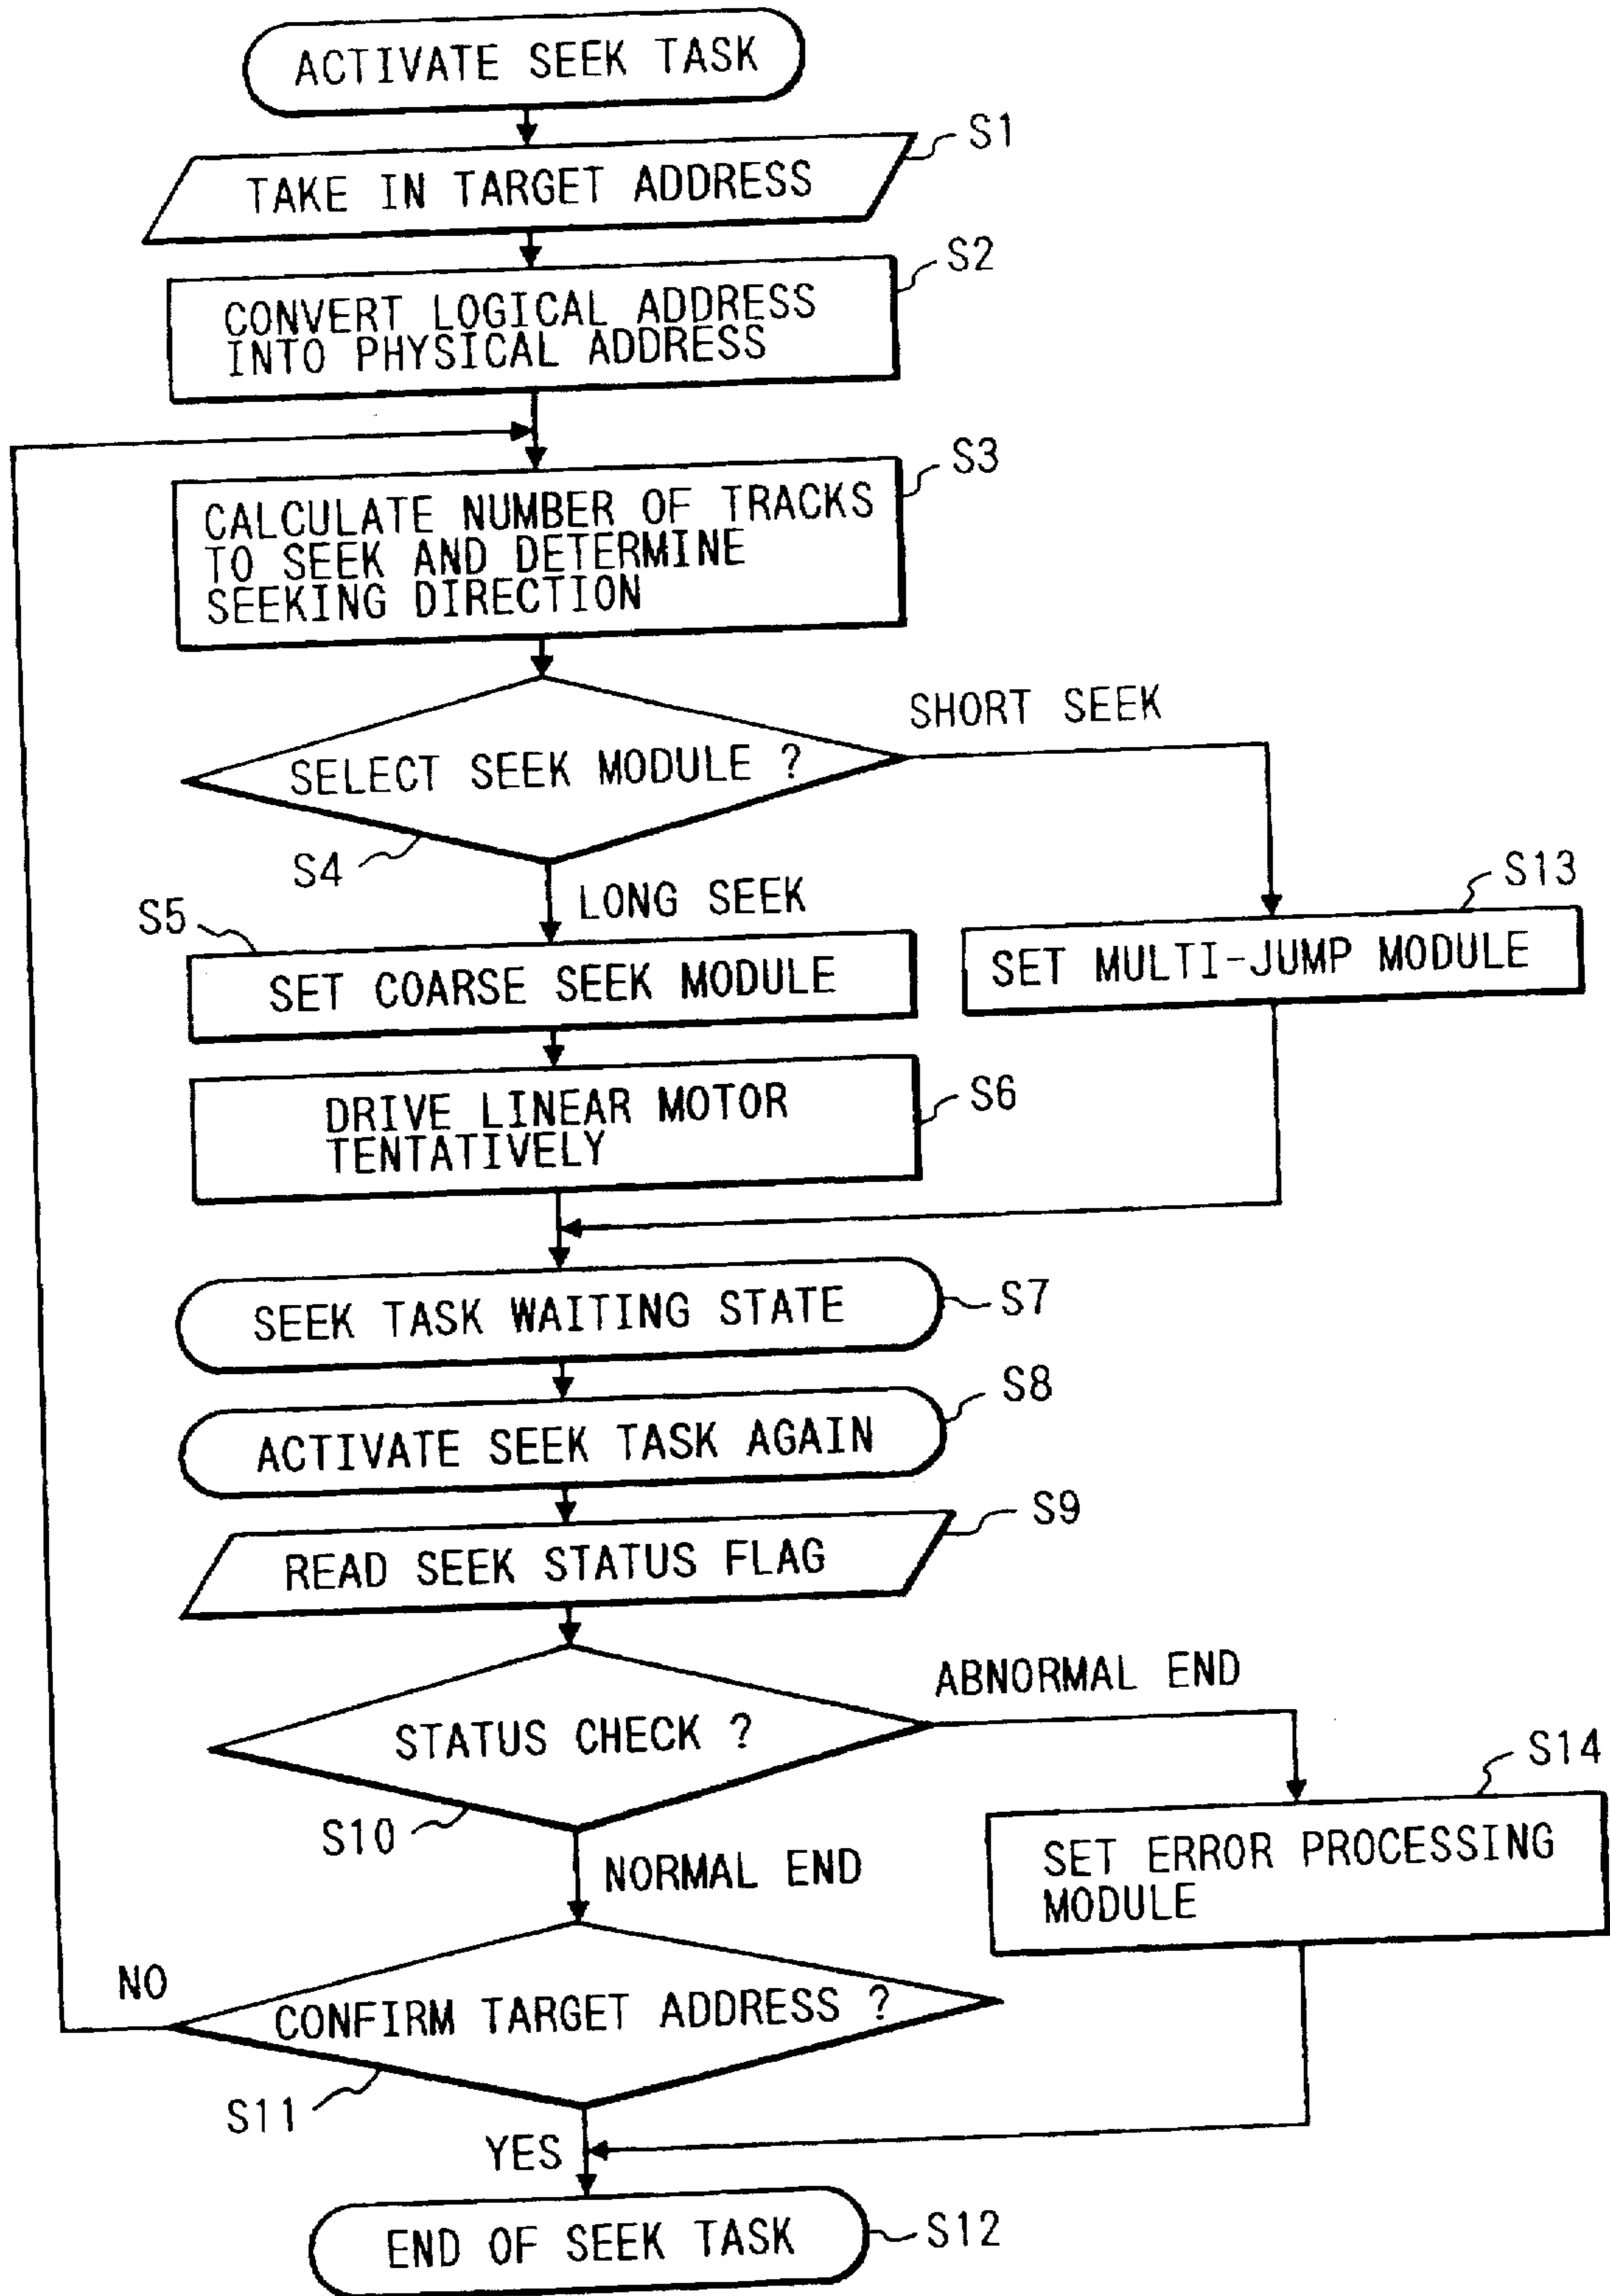 ACTIVATE SEEK TASK
S1
TAKE IN TARGET ADDRESS
S2
CONVERT LOGICAL ADDRESS
INTO PHYSICAL ADDRESS
S3
CALCULATE NUMBER OF TRACKS
TO SEEK AND DETERMINE
SEEKING DIRECTION
SHORT SEEK
SELECT SEEK MODULE ?
S4
LONG SEEK
S13
S5
SET COARSE SEEK MODULE
SET MULTI-JUMP MODULE
S6
DRIVE LINEAR MOTOR
TENTATIVELY
SEEK TASK WAITING STATE
S7
S8
ACTIVATE SEEK TASK AGAIN
S9
READ SEEK STATUS FLAG
ABNORMAL END
STATUS CHECK ?
S14
S10
NORMAL END
SET ERROR PROCESSING
MODULE
NO
CONFIRM TARGET ADDRESS ?
S11
YES
END OF SEEK TASK
S12